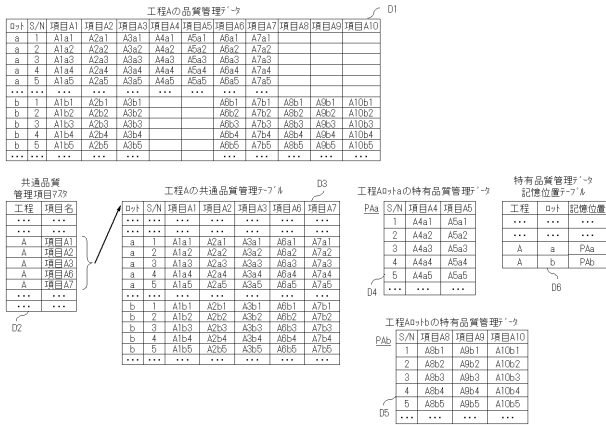 工程Aの品質管理ﾃﾞｰﾀ
D1
ﾛｯﾄ S/N 項目A1 項目A2 項目A3 項目A4 項目A5 項目A6 項目A7 項目A8 項目A9 項目A10
a 1 A1a1 A2a1 A3a1 A4a1 A5a1 A6a1 A7a1
a 2 A1a2 A2a2 A3a2 A4a2 A5a2 A6a2 A7a2
a 3 A1a3 A2a3 A3a3 A4a3 A5a3 A6a3 A7a3
a 4 A1a4 A2a4 A3a4 A4a4 A5a4 A6a4 A7a4
a 5 A1a5 A2a5 A3a5 A4a5 A5a5 A6a5 A7a5
... ... ... ... ... ... ... ... ...
b 1 A1b1 A2b1 A3b1 A6b1 A7b1 A8b1 A9b1 A10b1
b 2 A1b2 A2b2 A3b2 A6b2 A7b2 A8b2 A9b2 A10b2
b 3 A1b3 A2b3 A3b3 A6b3 A7b3 A8b3 A9b3 A10b3
b 4 A1b4 A2b4 A3b4 A6b4 A7b4 A8b4 A9b4 A10b4
b 5 A1b5 A2b5 A3b5 A6b5 A7b5 A8b5 A9b5 A10b5
... ... ... ... ... ... ... ... ... ...
共通品質
管理項目ﾏｽﾀ
工程 項目名
... ...
... ...
A 項目A1
A 項目A2
A 項目A3
A 項目A6
A 項目A7
... ...
... ...
D2
工程Aの共通品質管理ﾃｰﾌﾞﾙ
D3
ﾛｯﾄ S/N 項目A1 項目A2 項目A3 項目A6 項目A7
... ... ... ... ... ... ...
a 1 A1a1 A2a1 A3a1 A6a1 A7a1
a 2 A1a2 A2a2 A3a2 A6a2 A7a2
a 3 A1a3 A2a3 A3a3 A6a3 A7a3
a 4 A1a4 A2a4 A3a4 A6a4 A7a4
a 5 A1a5 A2a5 A3a5 A6a5 A7a5
... ... ... ... ... ... ...
b 1 A1b1 A2b1 A3b1 A6b1 A7b1
b 2 A1b2 A2b2 A3b2 A6b2 A7b2
b 3 A1b3 A2b3 A3b3 A6b3 A7b3
b 4 A1b4 A2b4 A3b4 A6b4 A7b4
b 5 A1b5 A2b5 A3b5 A6b5 A7b5
... ... ... ... ... ... ...
工程Aﾛｯﾄaの特有品質管理ﾃﾞｰﾀ
PAa
S/N 項目A4 項目A5
1 A4a1 A5a1
2 A4a2 A5a2
3 A4a3 A5a3
4 A4a4 A5a4
5 A4a5 A5a5
... ... ...
D4
特有品質管理ﾃﾞｰﾀ
記憶位置ﾃｰﾌﾞﾙ
工程 ﾛｯﾄ 記憶位置
... ... ...
... ... ...
A a PAa
A b PAb
D6
工程Aﾛｯﾄbの特有品質管理ﾃﾞｰﾀ
PAb
S/N 項目A8 項目A9 項目A10
1 A8b1 A9b1 A10b1
2 A8b2 A9b2 A10b2
3 A8b3 A9b3 A10b3
4 A8b4 A9b4 A10b4
5 A8b5 A9b5 A10b5
... ... ... ...
D5